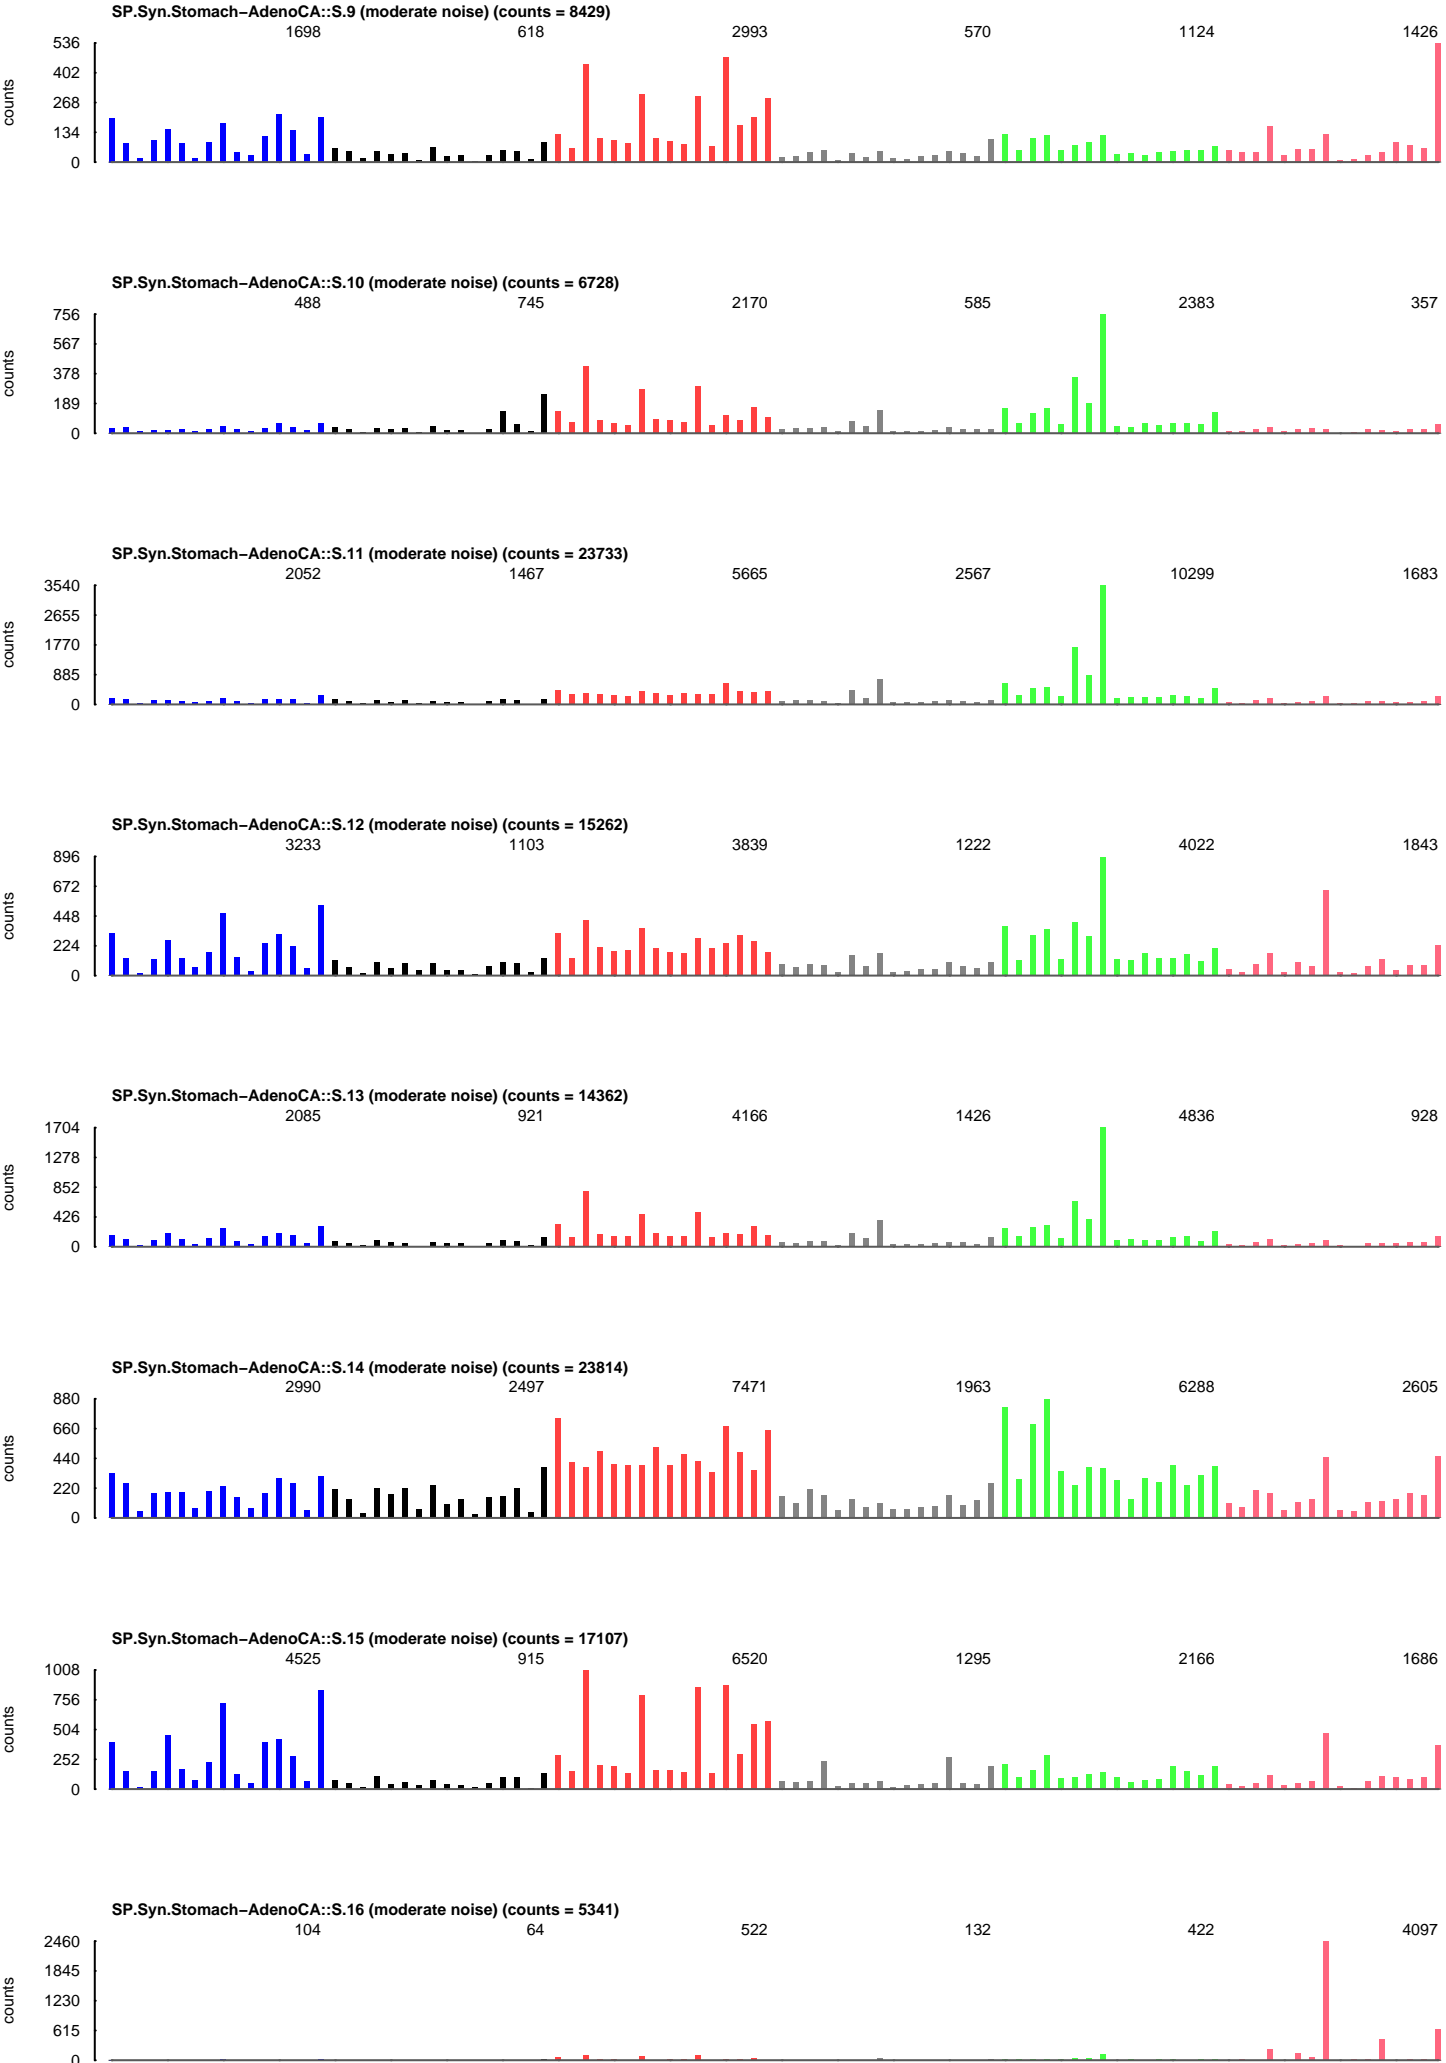 SP.Syn.Stomach−AdenoCA::S.9 (moderate noise) (counts = 8429)
1698 618 2993 570 1124 1426
536
402
268
134
0
counts
SP.Syn.Stomach−AdenoCA::S.10 (moderate noise) (counts = 6728)
488 745 2170 585 2383 357
756
567
378
189
0
counts
SP.Syn.Stomach−AdenoCA::S.11 (moderate noise) (counts = 23733)
2052 1467 5665 2567 10299 1683
3540
2655
1770
885
0
counts
SP.Syn.Stomach−AdenoCA::S.12 (moderate noise) (counts = 15262)
3233 1103 3839 1222 4022 1843
896
672
448
224
0
counts
SP.Syn.Stomach−AdenoCA::S.13 (moderate noise) (counts = 14362)
2085 921 4166 1426 4836 928
1704
1278
852
426
0
counts
SP.Syn.Stomach−AdenoCA::S.14 (moderate noise) (counts = 23814)
2990 2497 7471 1963 6288 2605
880
660
440
220
0
counts
SP.Syn.Stomach−AdenoCA::S.15 (moderate noise) (counts = 17107)
4525 915 6520 1295 2166 1686
1008
756
504
252
0
counts
SP.Syn.Stomach−AdenoCA::S.16 (moderate noise) (counts = 5341)
104 64 522 132 422 4097
2460
1845
1230
615
0
counts